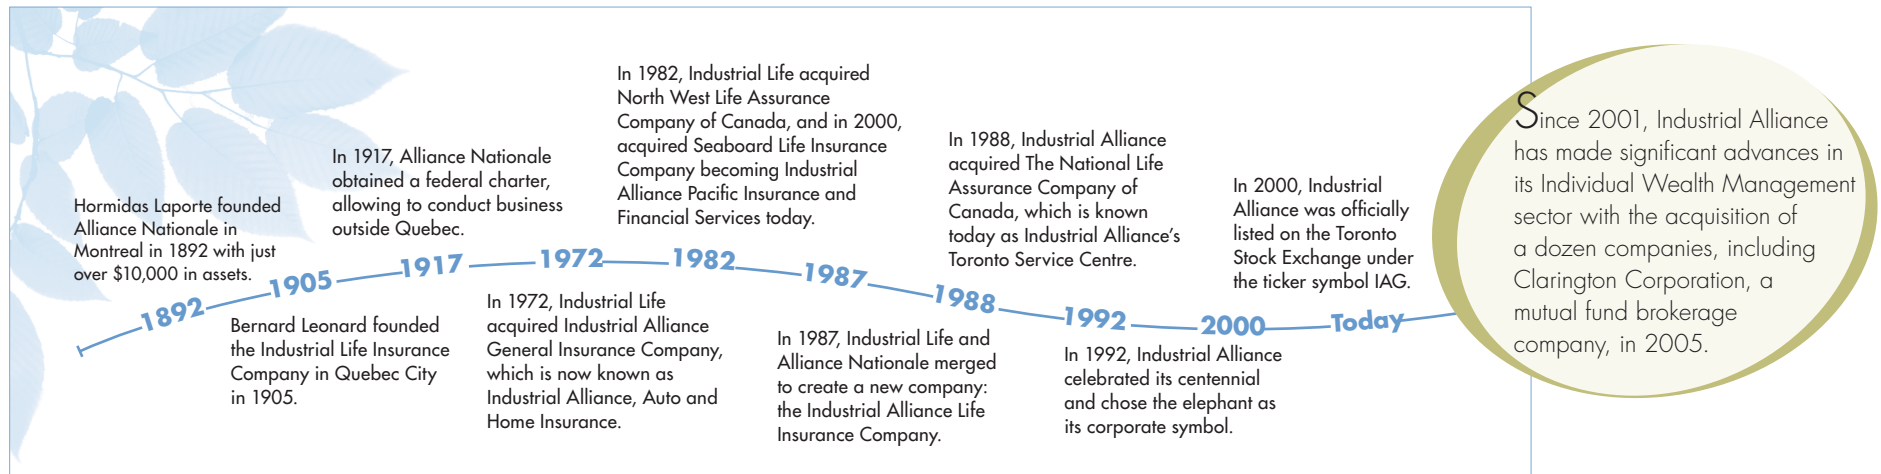 Hormidas Laporte founded
Alliance Nationale in
Montreal in 1892 with just
over $10,000 in assets.
1892
1905
Bernard Leonard founded
the Industrial Life Insurance
Company in Quebec City
in 1905.
In 1917, Alliance Nationale
obtained a federal charter,
allowing to conduct business
outside Quebec.
1917
1972
In 1972, Industrial Life
acquired Industrial Alliance
General Insurance Company,
which is now known as
Industrial Alliance, Auto and
Home Insurance.
In 1982, Industrial Life acquired
North West Life Assurance
Company of Canada, and in 2000,
acquired Seaboard Life Insurance
Company becoming Industrial
Alliance Pacific Insurance and
Financial Services today.
1982
1987
In 1987, Industrial Life and
Alliance Nationale merged
to create a new company:
the Industrial Alliance Life
Insurance Company.
In 1988, Industrial Alliance
acquired The National Life
Assurance Company of
Canada, which is known
today as Industrial Alliance's
Toronto Service Centre.
1988
1992
In 1992, Industrial Alliance
celebrated its centennial
and chose the elephant as
its corporate symbol.
In 2000, Industrial
Alliance was officially
listed on the Toronto
Stock Exchange under
the ticker symbol IAG.
2000
Today
Since 2001, Industrial Alliance
has made significant advances in
its Individual Wealth Management
sector with the acquisition of
a dozen companies, including
Clarington Corporation, a
mutual fund brokerage
company, in 2005.